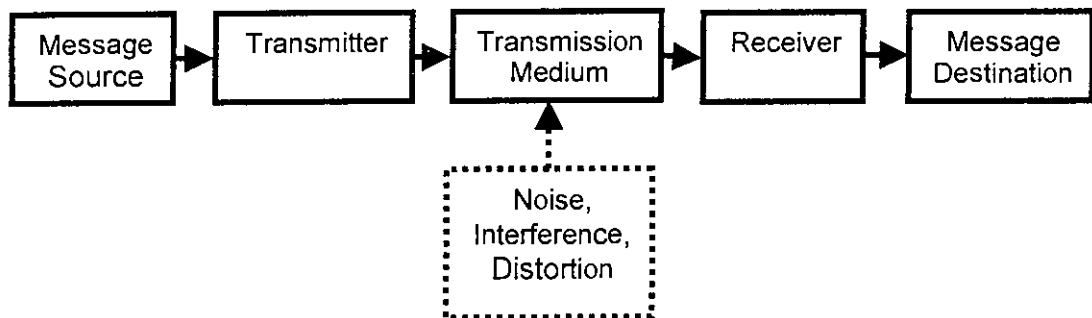 Message
Source
Transmitter
Transmission
Medium
Receiver
Message
Destination
Noise,
Interference,
Distortion